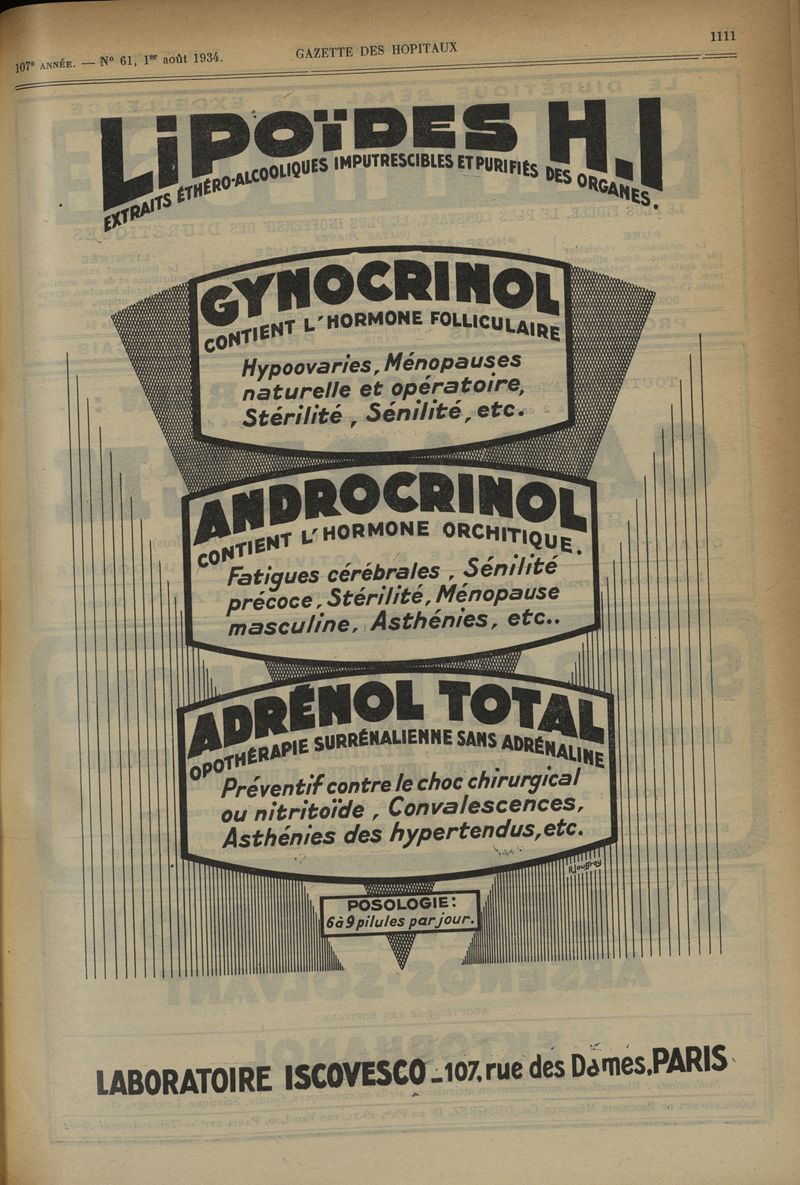 107e ANNÉE. — No 61, 1er août 1934.
GAZETTE DES HOPITAUX
1111
LiPOÏDES H.I
EXTRAITS ÉTHÉRO-ALCOOLIQUES IMPUTRESCIBLES ET PURIFIÉS DES ORGANES.
GYNOCRINOL
CONTIENT L'HORMONE FOLLICULAIRE
Hypoovaries, Ménopauses
naturelle et opératoire,
Stérilité, Sénilité, etc.
ANDROCRINOL
CONTIENT L'HORMONE ORCHITIQUE.
Fatigues cérébrales, Sénilité
précoce, Stérilité, Ménopause
masculine, Asthénies, etc..
ADRÉNOL TOTAL
OPOTHÉRAPIE SURRÉNALIENNE SANS ADRÉNALINE
Préventif contre le choc chirurgical
ou nitritoïde, Convalescences,
Asthénies des hypertendus, etc.
R. Jouffroy
POSOLOGIE:
6 à 9 pilules par jour.
LABORATOIRE ISCOVESCO - 107, rue des Dames, PARIS